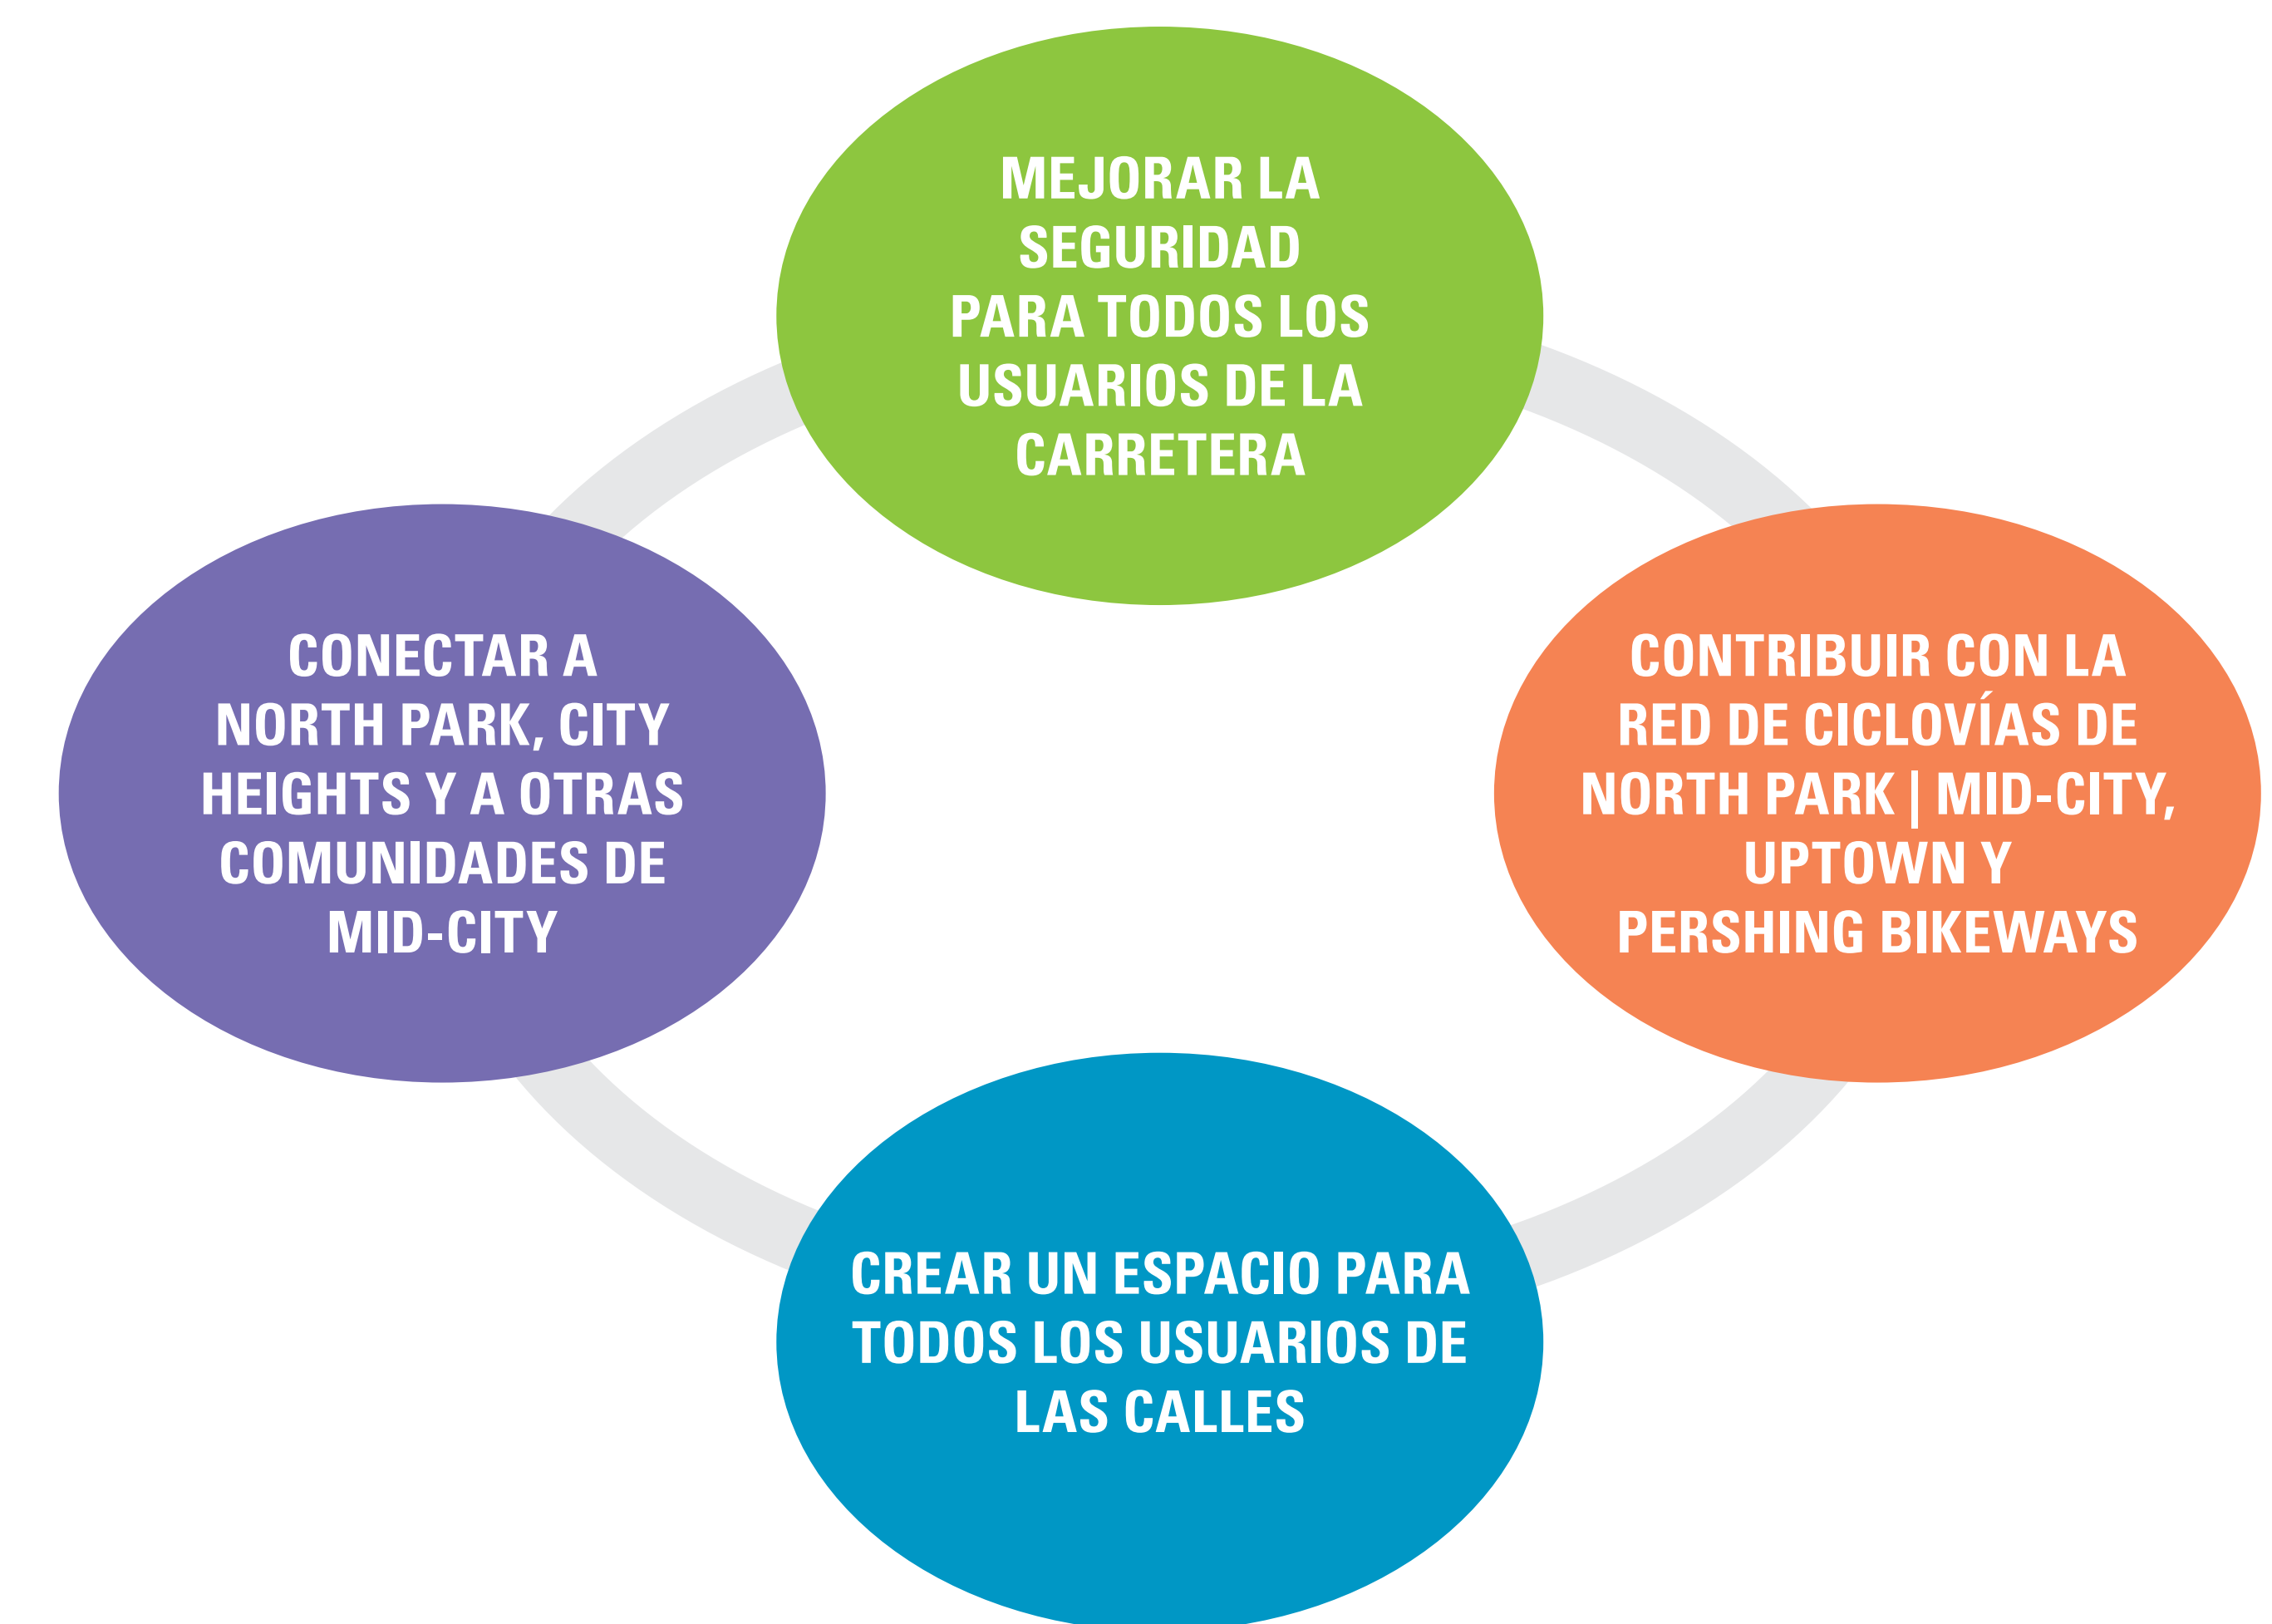 MEJORAR LA
SEGURIDAD
PARA TODOS LOS
USUARIOS DE LA
CARRETERA
CONECTAR A
NORTH PARK, CITY
HEIGHTS Y A OTRAS
COMUNIDADES DE
MID-CITY
CONTRIBUIR CON LA
RED DE CICLOVÍAS DE
NORTH PARK | MID-CITY,
UPTOWN Y
PERSHING BIKEWAYS
CREAR UN ESPACIO PARA
TODOS LOS USUARIOS DE
LAS CALLES